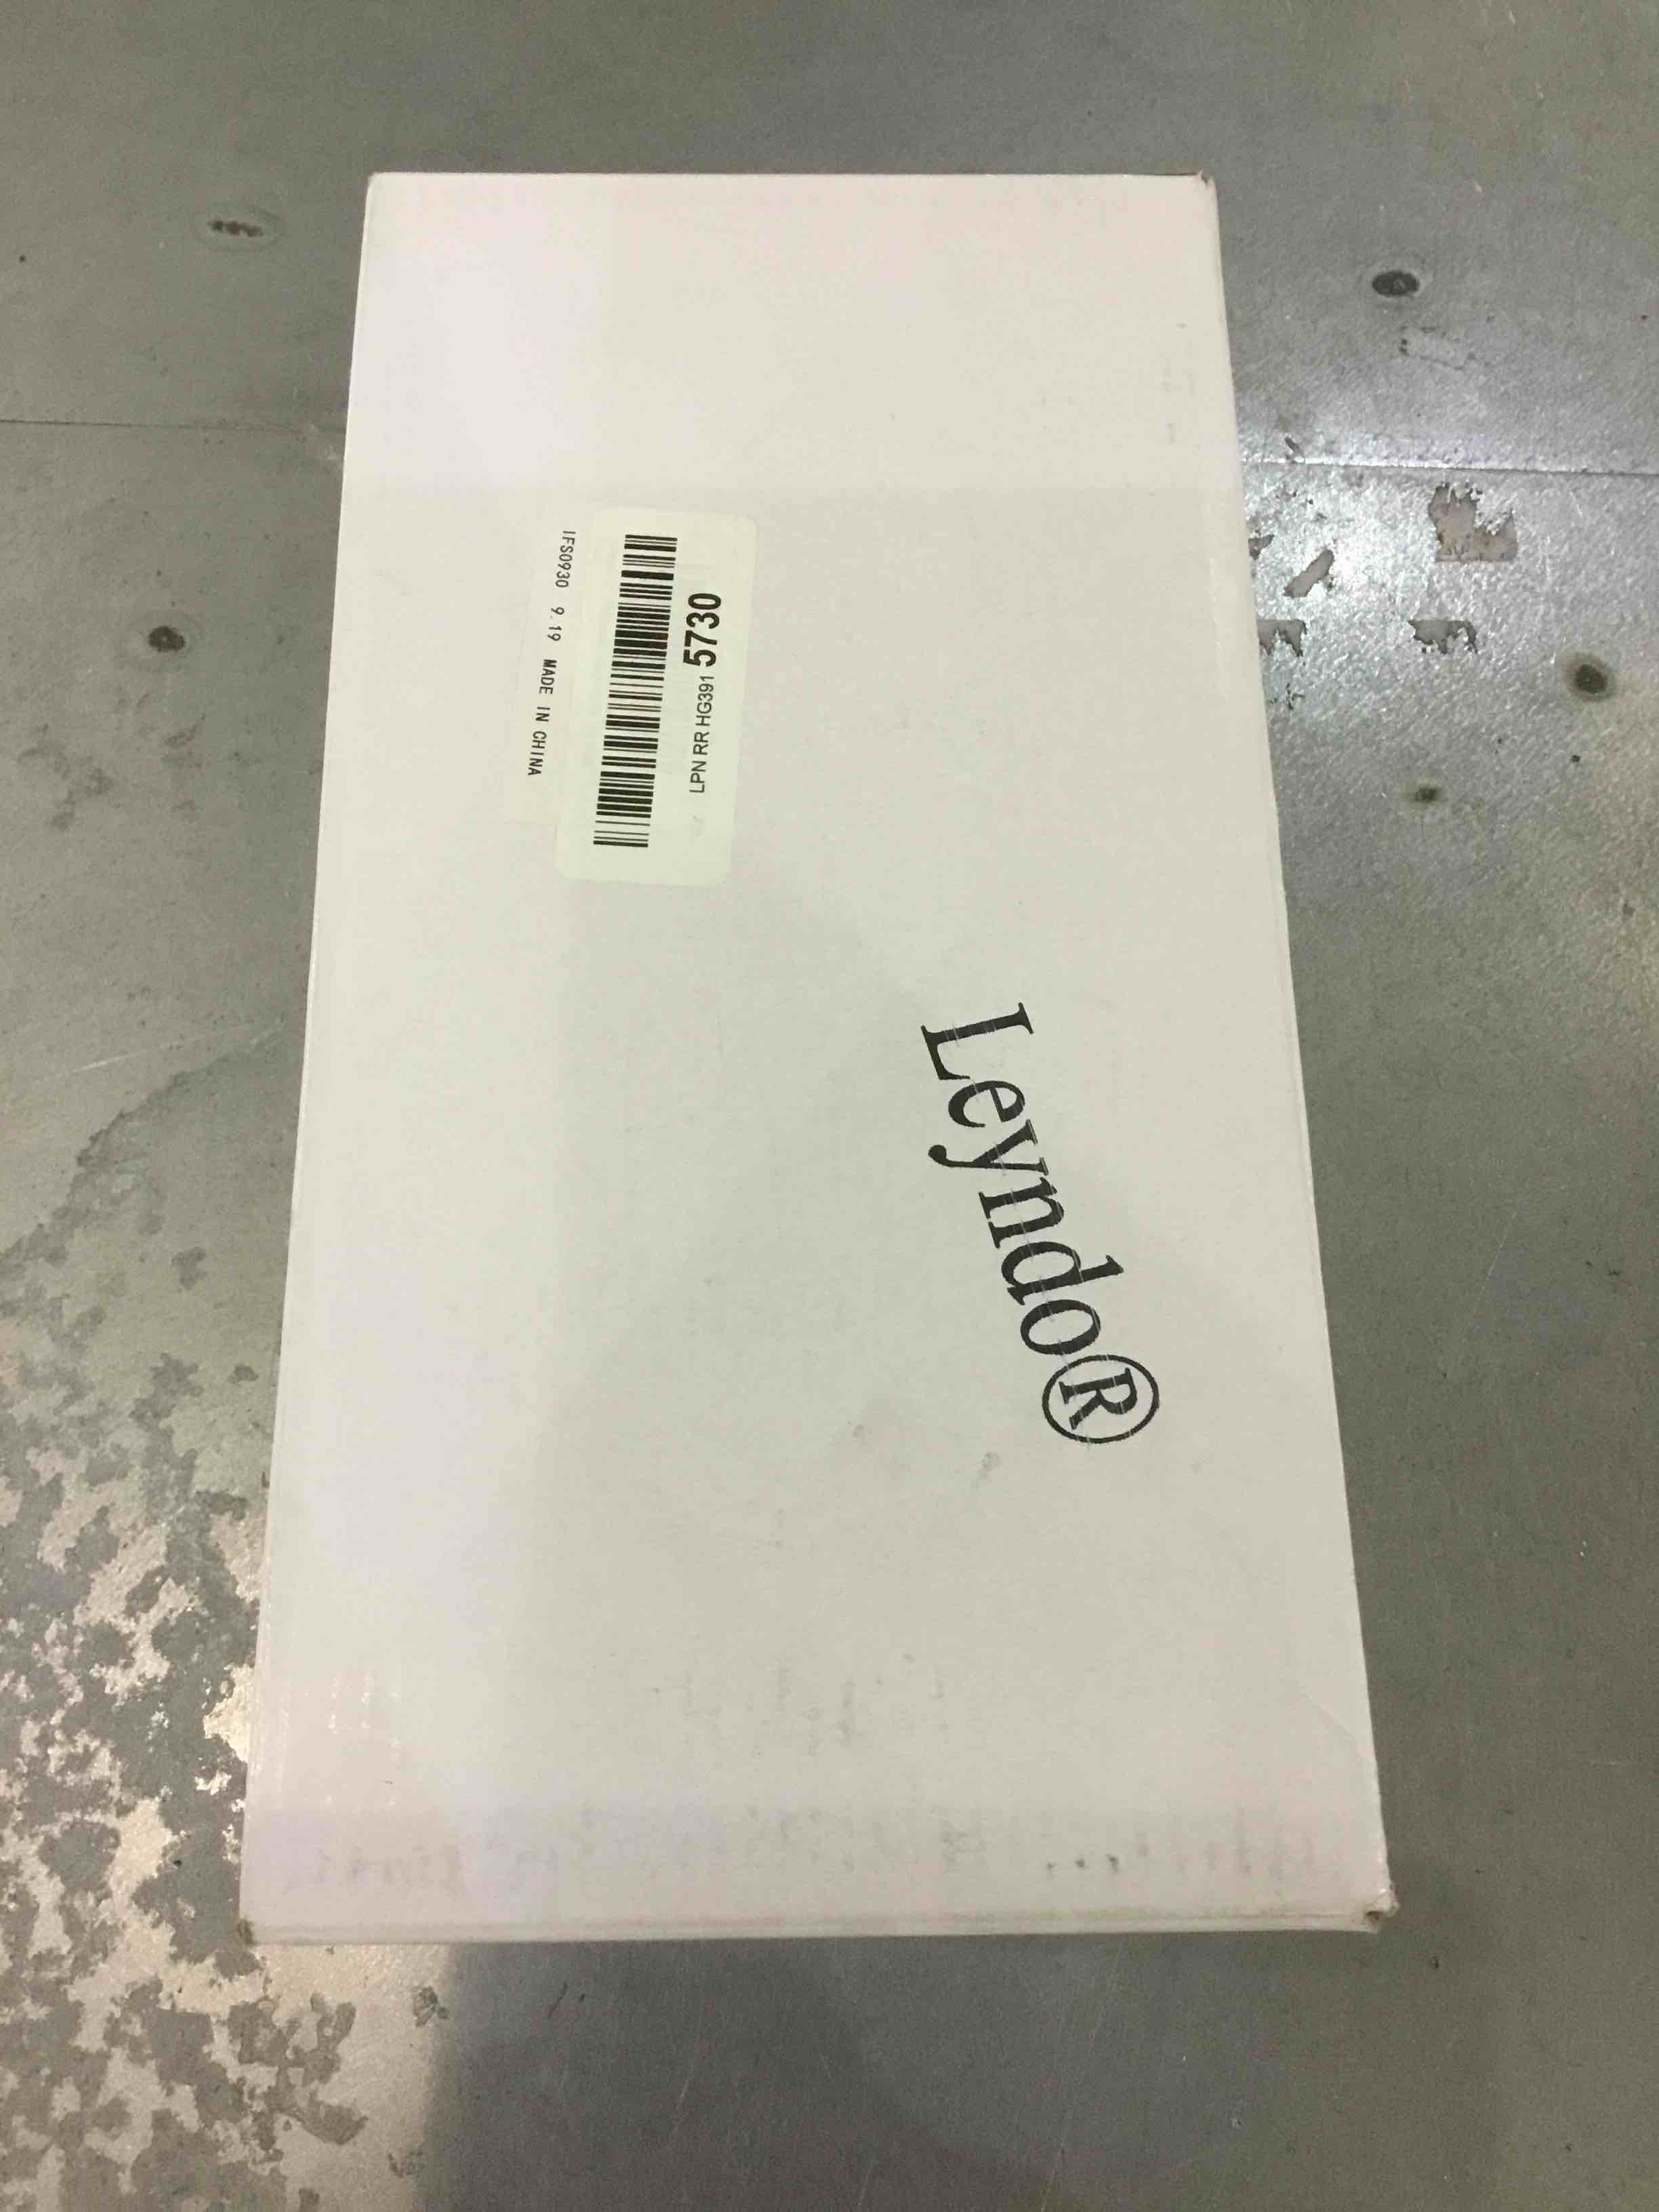 LPN RR HG391 5730
IFS0930 9.19 MADE IN CHINA
Leyndo®